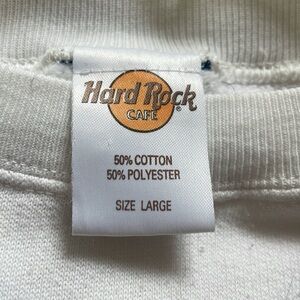 Hard Rock
CAFE
®
50% COTTON
50% POLYESTER
SIZE LARGE